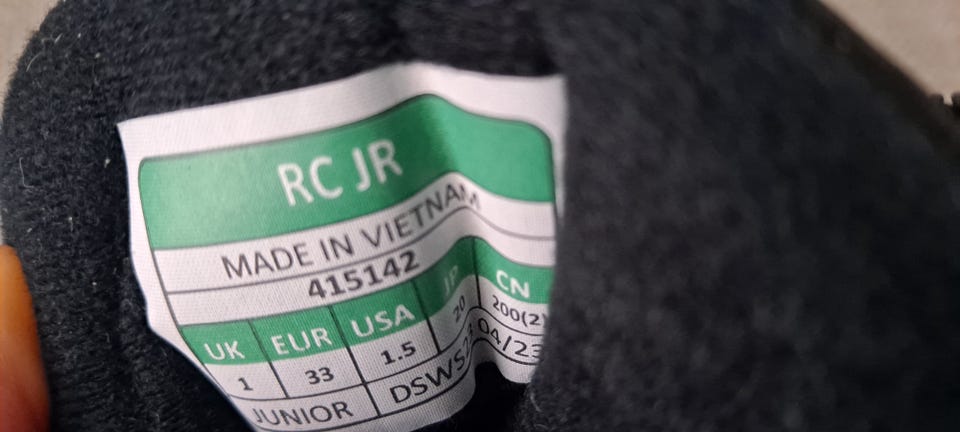 RC JR
MADE IN VIETNAM
415142
UK EUR USA JP CN
1 33 1.5 20 200(2)
JUNIOR 04/23